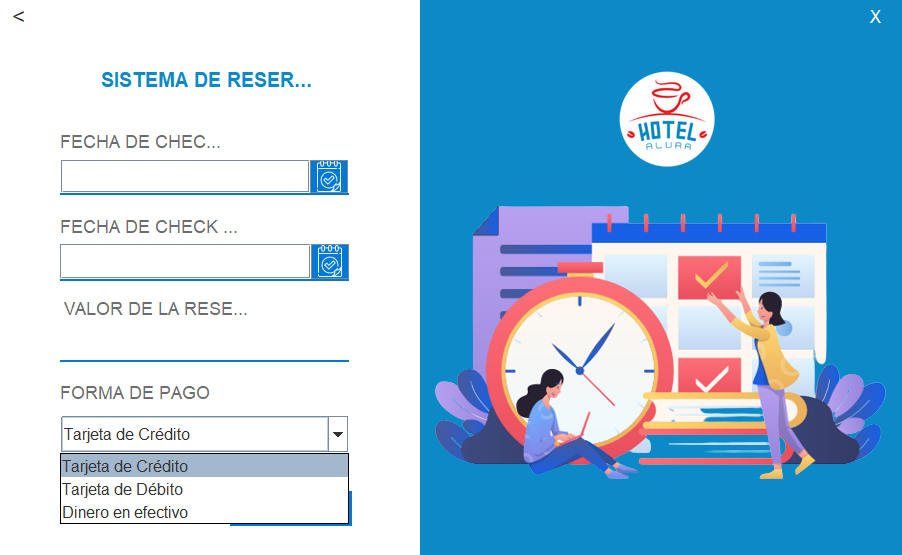 <
X
SISTEMA DE RESER...
HOTEL
ALURA
FECHA DE CHEC...
FECHA DE CHECK ...
VALOR DE LA RESE...
FORMA DE PAGO
Tarjeta de Crédito
Tarjeta de Crédito
Tarjeta de Débito
Dinero en efectivo